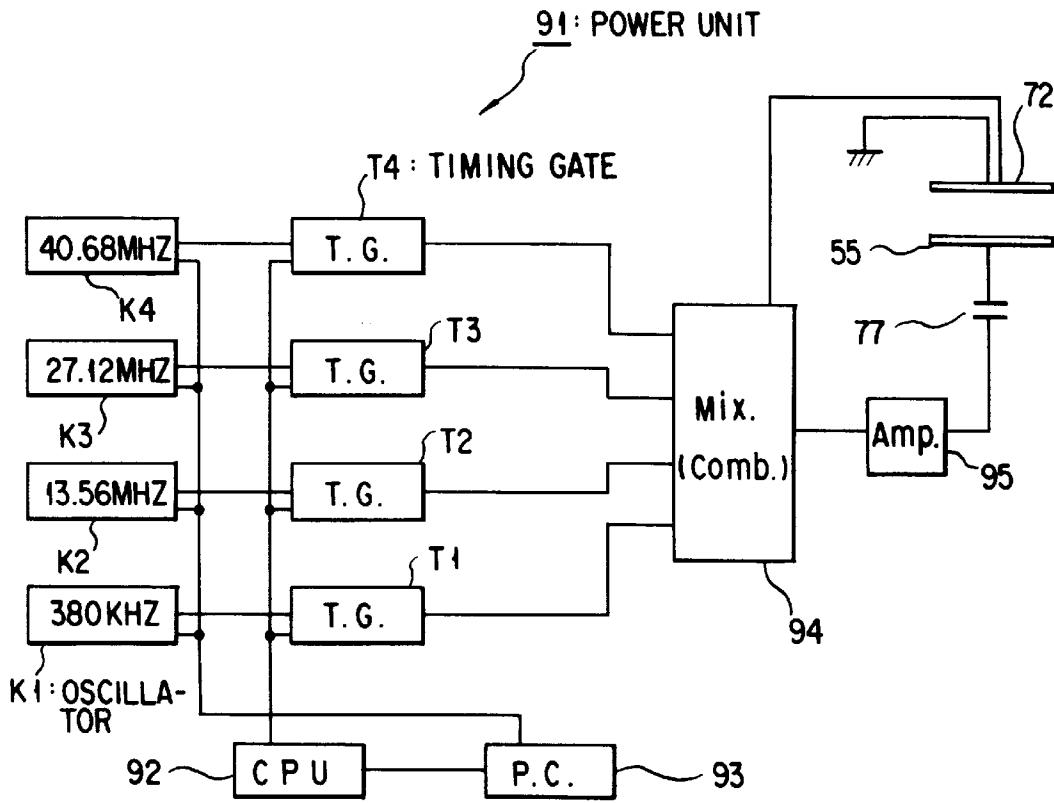 91: POWER UNIT
72
T4: TIMING GATE
40.68MHZ
T.G.
55
K4
77
T3
27.12MHZ
T.G.
Mix.
(Comb.)
Amp.
K3
T2
95
13.56MHZ
T.G.
K2
T1
380KHZ
T.G.
94
K1: OSCILLA-
TOR
92
CPU
P.C.
93